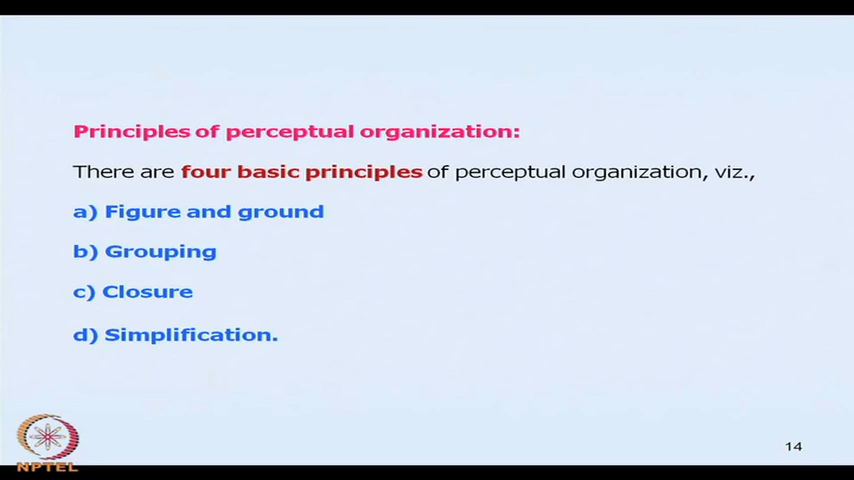 Principles of perceptual organization:
There are four basic principles of perceptual organization, viz.,
a) Figure and ground
b) Grouping
c) Closure
d) Simplification.
14
NPTEL